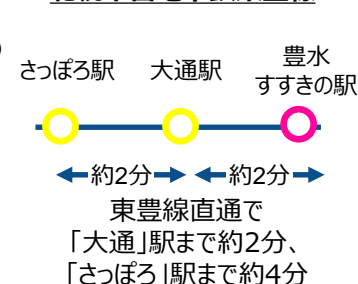 さっぽろ駅
大通駅
豊水
すすきの駅
約2分
約2分
東豊線直通で
「大通」駅まで約2分、
「さっぽろ」駅まで約4分